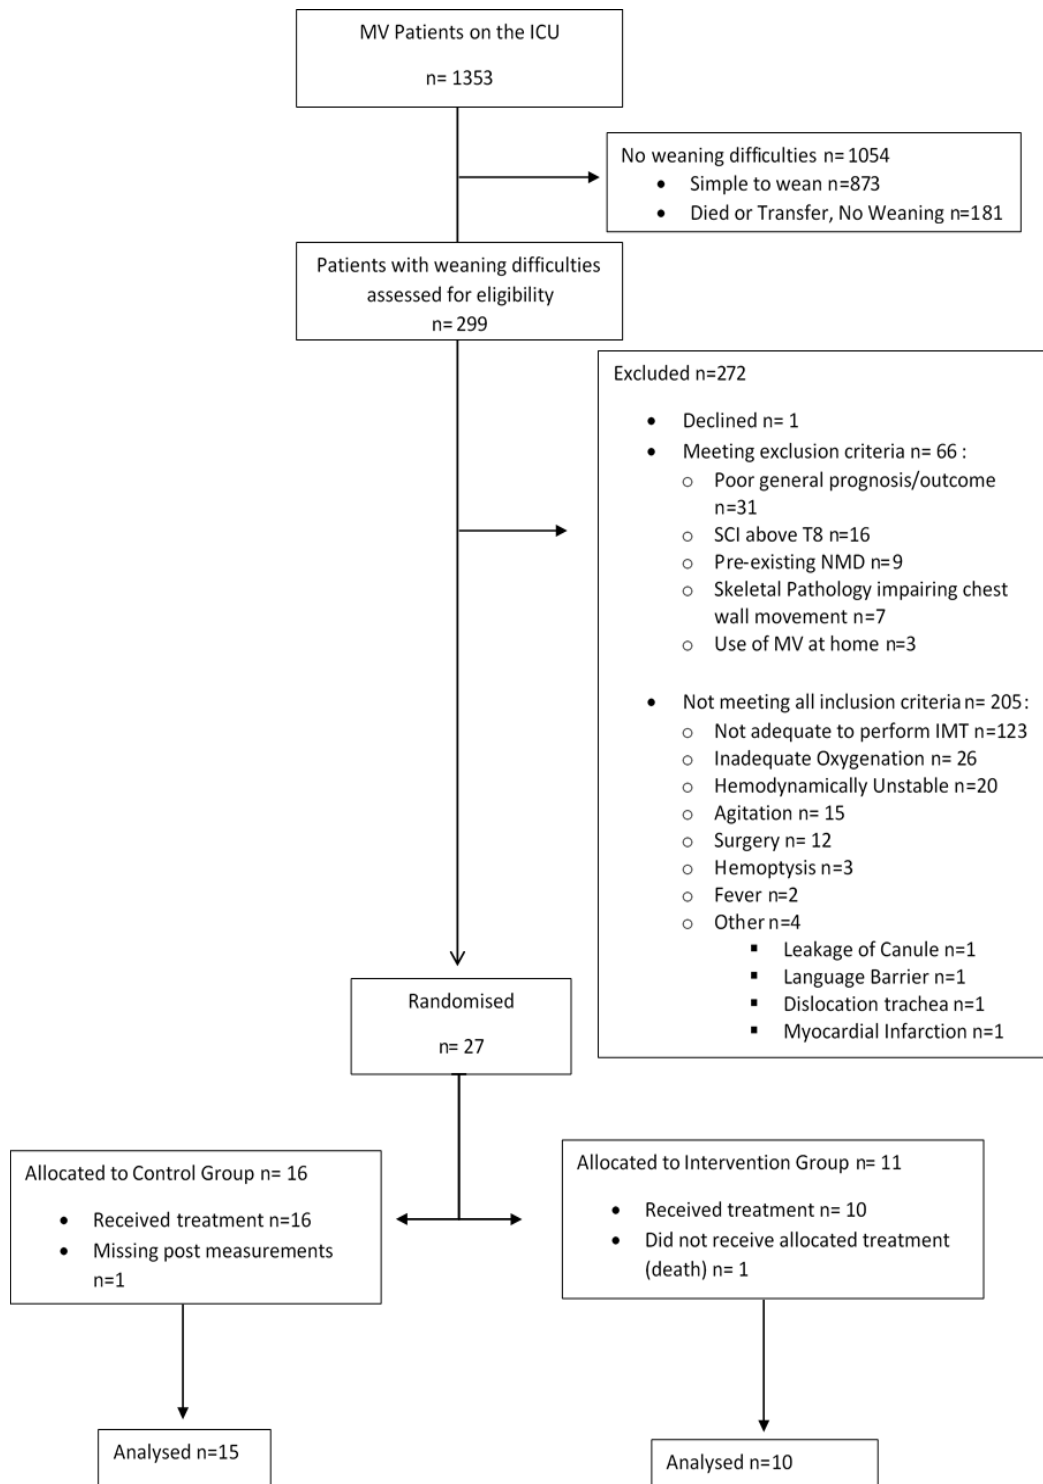 MV Patients on the ICU
n= 1353
No weaning difficulties n=1054
• Simple to wean n=873
• Died or Transfer, No Weaning n=181
Patients with weaning difficulties
assessed for eligibility
n= 299
Excluded n=272
• Declined n= 1
• Meeting exclusion criteria n= 66 :
o Poor general prognosis/outcome
n=31
o SCI above T8 n=16
o Pre-existing NMD n=9
o Skeletal Pathology impairing chest
wall movement n=7
o Use of MV at home n=3
• Not meeting all inclusion criteria n= 205:
o Not adequate to perform IMT n=123
o Inadequate Oxygenation n= 26
o Hemodynamically Unstable n=20
o Agitation n= 15
o Surgery n= 12
o Hemoptysis n=3
o Fever n=2
o Other n=4
▪ Leakage of Canule n=1
▪ Language Barrier n=1
▪ Dislocation trachea n=1
▪ Myocardial Infarction n=1
Randomised
n= 27
Allocated to Control Group n= 16
• Received treatment n=16
• Missing post measurements
n=1
Allocated to Intervention Group n= 11
• Received treatment n= 10
• Did not receive allocated treatment
(death) n= 1
Analysed n=15
Analysed n=10